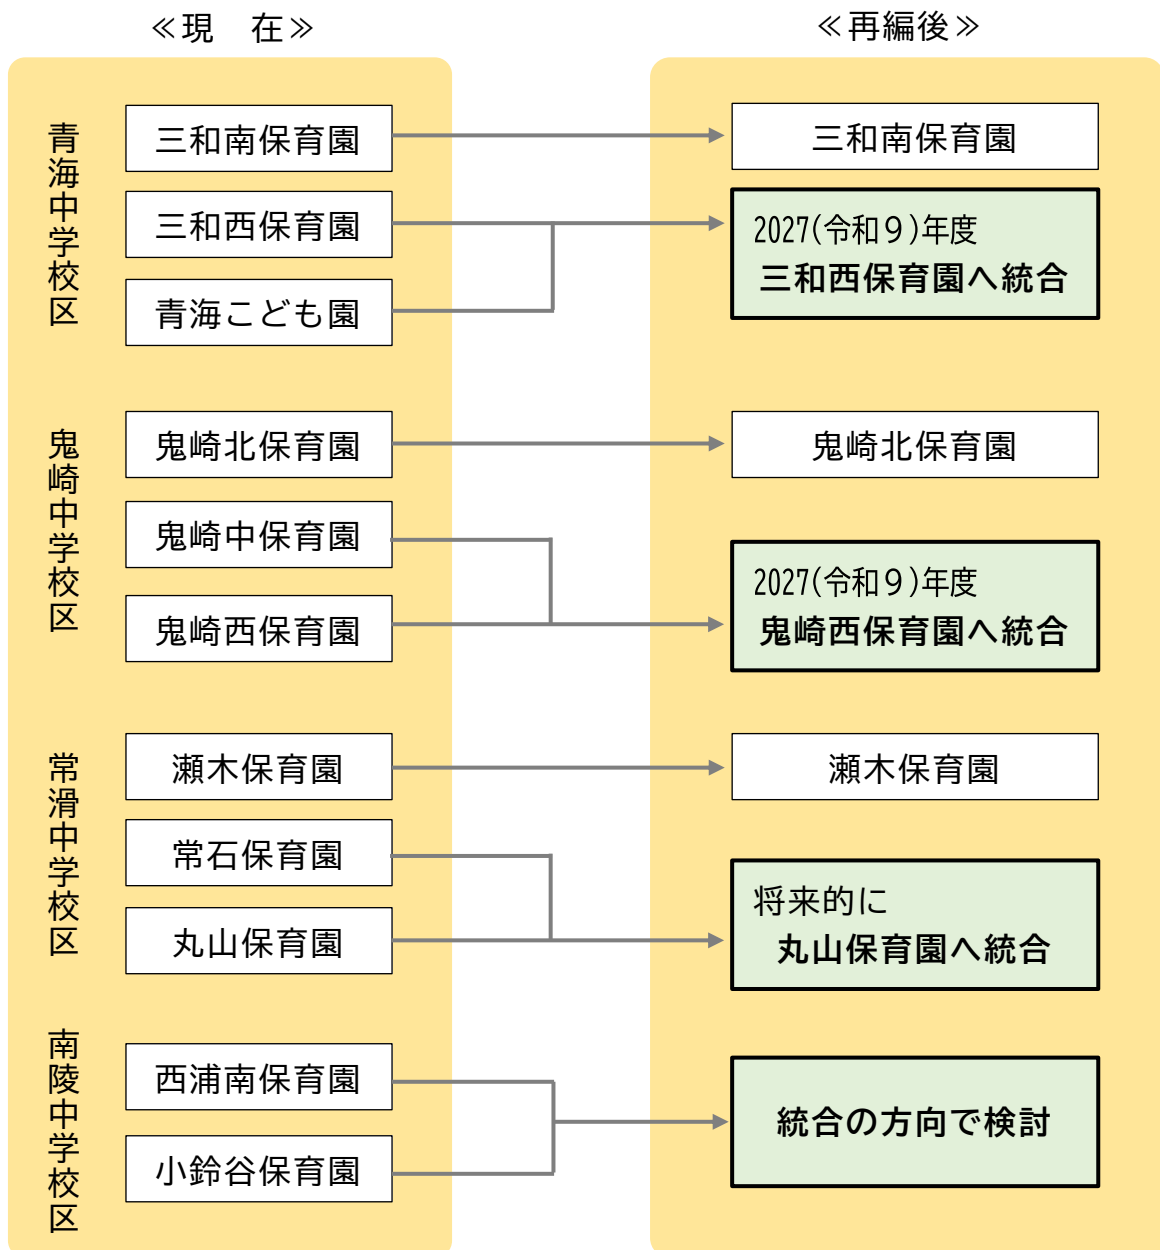 ≪現　在≫
≪再編後≫
青海中学校区
三和南保育園
三和南保育園
三和西保育園
青海こども園
2027(令和９)年度
三和西保育園へ統合
鬼崎中学校区
鬼崎北保育園
鬼崎北保育園
鬼崎中保育園
鬼崎西保育園
2027(令和９)年度
鬼崎西保育園へ統合
常滑中学校区
瀬木保育園
瀬木保育園
常石保育園
丸山保育園
将来的に
丸山保育園へ統合
南陵中学校区
西浦南保育園
小鈴谷保育園
統合の方向で検討